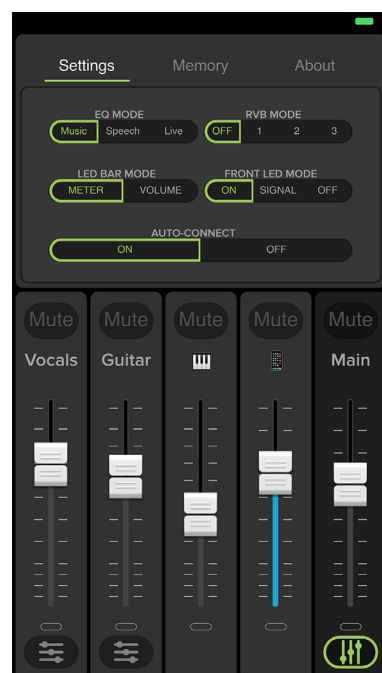 Settings Memory About
EQ MODE RVB MODE
Music Speech Live OFF 1 2 3
LED BAR MODE FRONT LED MODE
METER VOLUME ON SIGNAL OFF
AUTO-CONNECT
ON OFF
Mute Mute Mute Mute Mute
Vocals Guitar Main